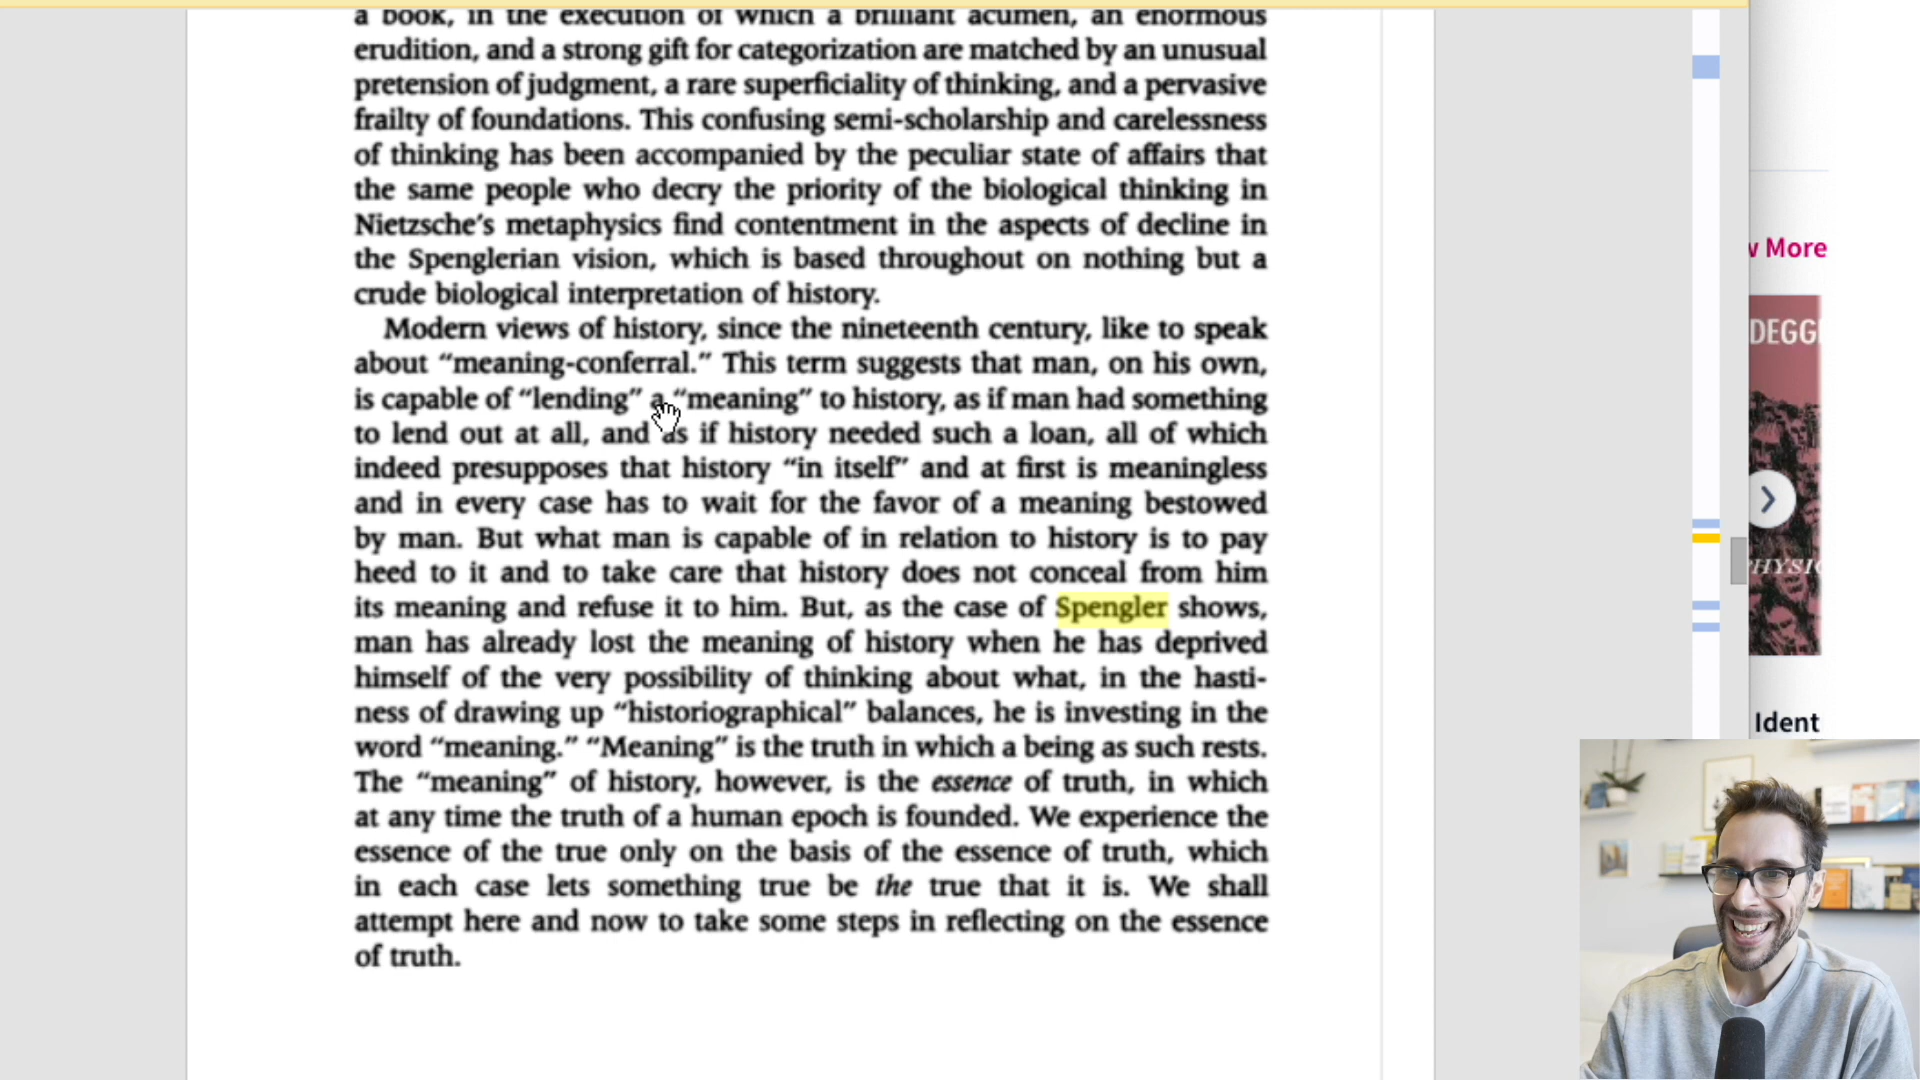 a book, in the execution of which a brilliant acumen, an enormous
erudition, and a strong gift for categorization are matched by an unusual
pretension of judgment, a rare superficiality of thinking, and a pervasive
frailty of foundations. This confusing semi-scholarship and carelessness
of thinking has been accompanied by the peculiar state of affairs that
the same people who decry the priority of the biological thinking in
Nietzsche’s metaphysics find contentment in the aspects of decline in
the Spenglerian vision, which is based throughout on nothing but a
crude biological interpretation of history.
Modern views of history, since the nineteenth century, like to speak
about “meaning-conferral.” This term suggests that man, on his own,
is capable of “lending” a “meaning” to history, as if man had something
to lend out at all, and as if history needed such a loan, all of which
indeed presupposes that history “in itself” and at first is meaningless
and in every case has to wait for the favor of a meaning bestowed
by man. But what man is capable of in relation to history is to pay
heed to it and to take care that history does not conceal from him
its meaning and refuse it to him. But, as the case of Spengler shows,
man has already lost the meaning of history when he has deprived
himself of the very possibility of thinking about what, in the hasti-
ness of drawing up “historiographical” balances, he is investing in the
word “meaning.” “Meaning” is the truth in which a being as such rests.
The “meaning” of history, however, is the essence of truth, in which
at any time the truth of a human epoch is founded. We experience the
essence of the true only on the basis of the essence of truth, which
in each case lets something true be the true that it is. We shall
attempt here and now to take some steps in reflecting on the essence
of truth.
w More
DEGG
HYSI
Ident